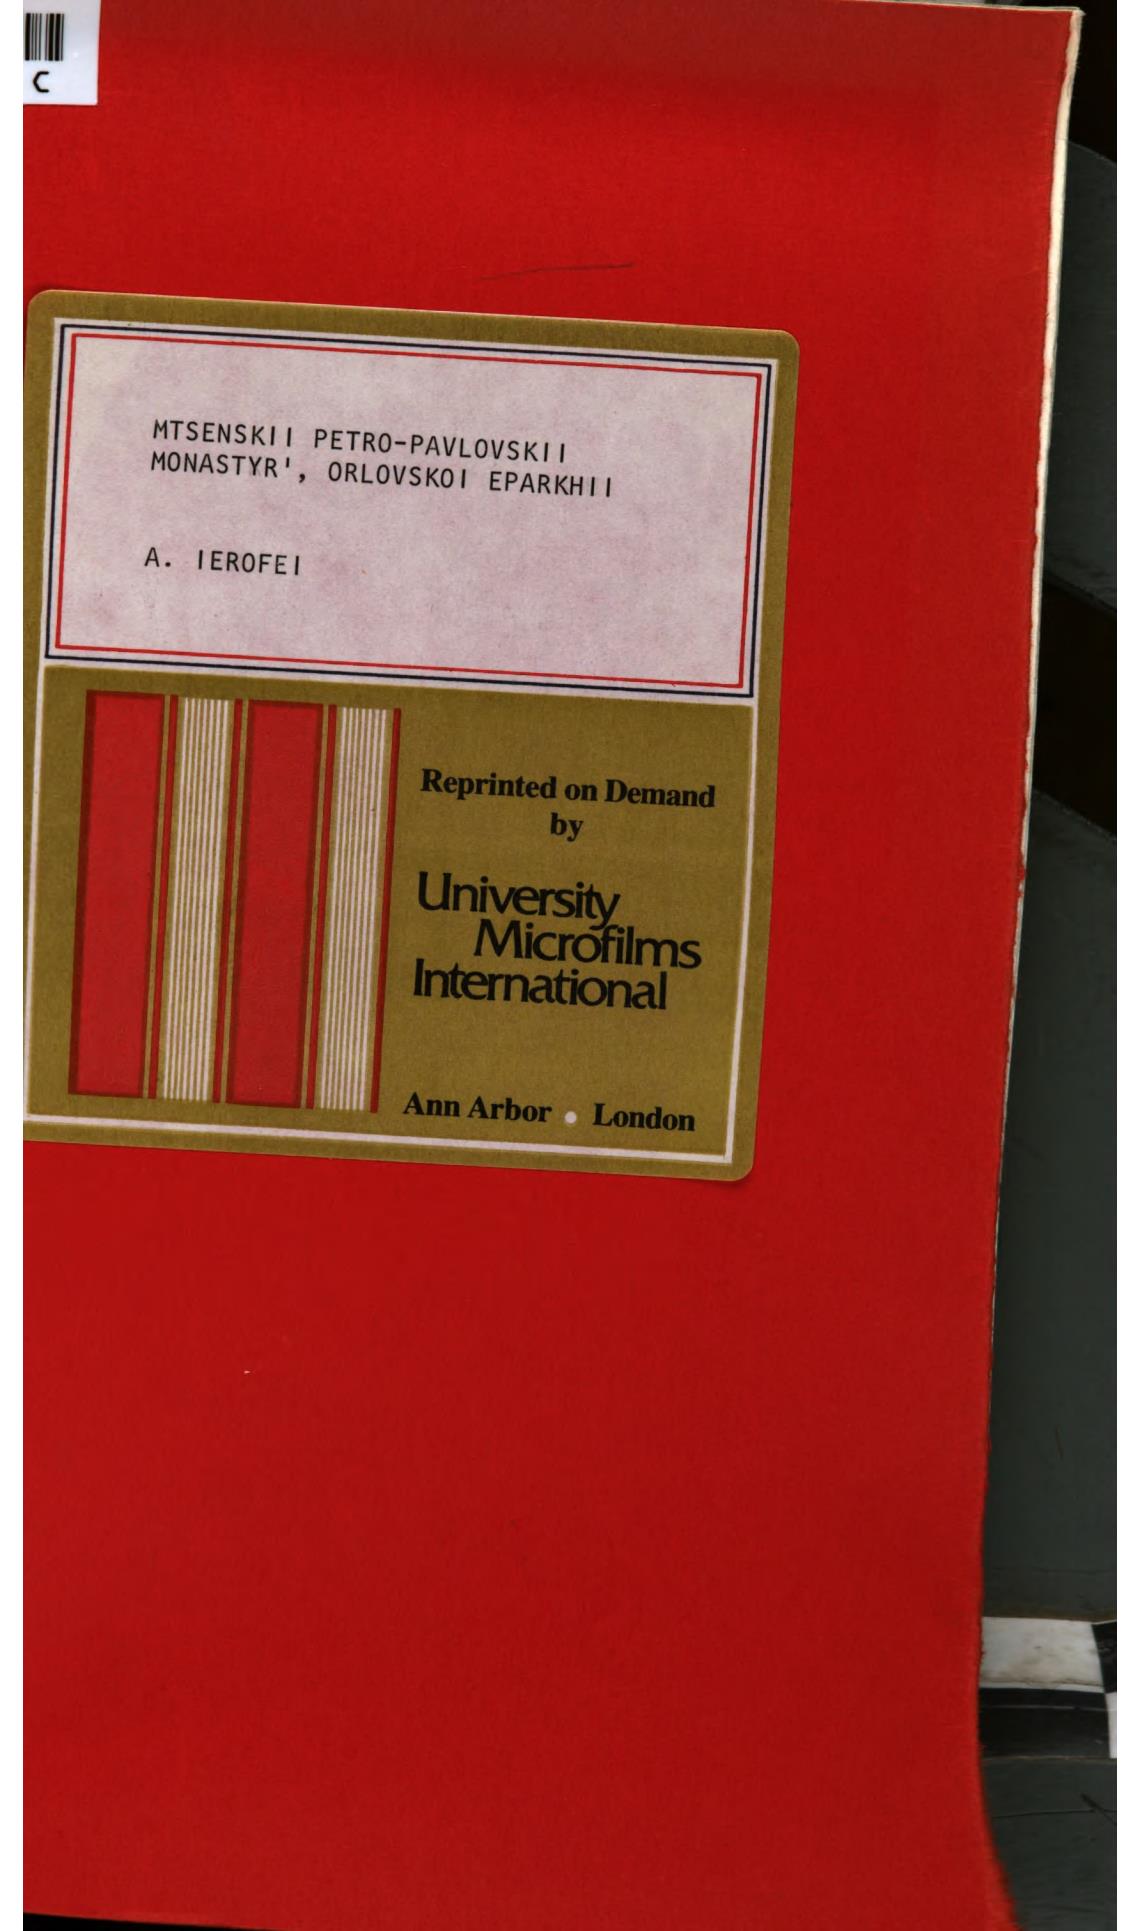 C
MTSENSKII PETRO-PAVLOVSKII
MONASTYR', ORLOVSKOI EPARKHII
A. IEROFEI
Reprinted on Demand
by
University
Microfilms
International
Ann Arbor • London